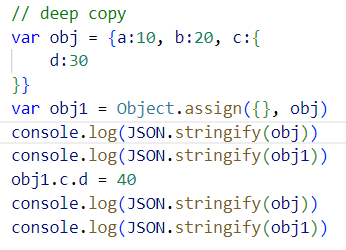 // deep copy
var obj = {a:10, b:20, c:{
    d:30
}}
var obj1 = Object.assign({}, obj)
console.log(JSON.stringify(obj))
console.log(JSON.stringify(obj1))
obj1.c.d = 40
console.log(JSON.stringify(obj))
console.log(JSON.stringify(obj1))